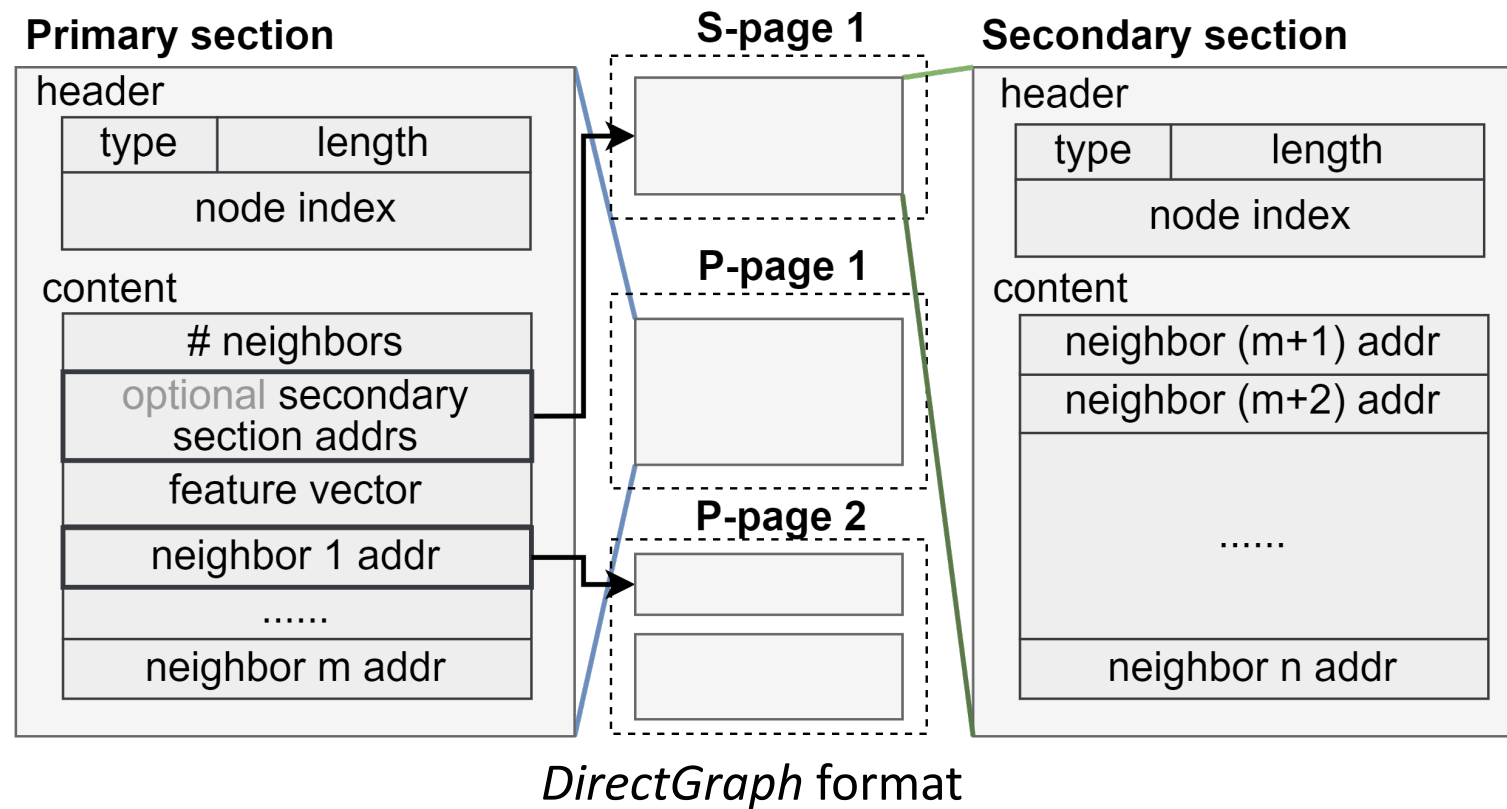 Primary section
header
type length
node index
content
# neighbors
optional secondary
section addrs
feature vector
neighbor 1 addr
......
neighbor m addr
S-page 1
P-page 1
P-page 2
Secondary section
header
type length
node index
content
neighbor (m+1) addr
neighbor (m+2) addr
......
neighbor n addr
DirectGraph format